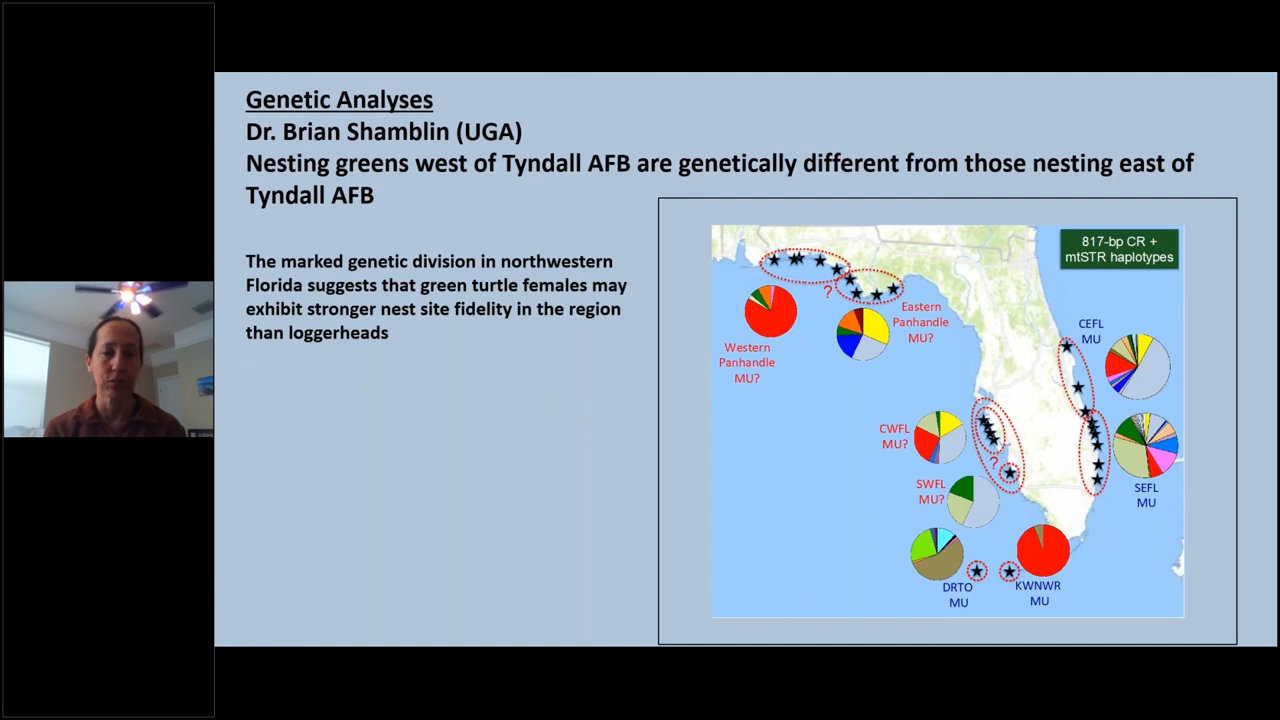 Genetic Analyses
Dr. Brian Shamblin (UGA)
Nesting greens west of Tyndall AFB are genetically different from those nesting east of
Tyndall AFB
The marked genetic division in northwestern
Florida suggests that green turtle females may
exhibit stronger nest site fidelity in the region
than loggerheads
817-bp CR +
mtSTR haplotypes
?
Eastern
Panhandle
MU?
Western
Panhandle
MU?
CEFL
MU
CWFL
MU?
?
SWFL
MU?
SEFL
MU
DRTO
MU
KWNWR
MU